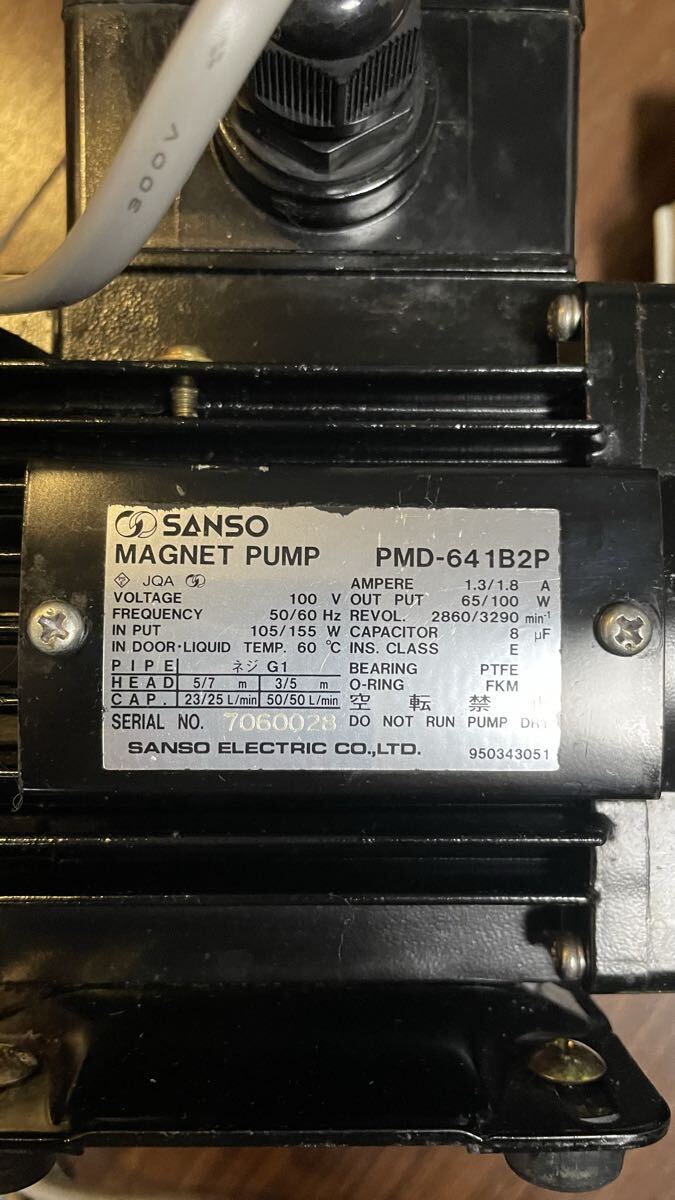 300V
SANSO
MAGNET PUMP PMD-641B2P
JQA
VOLTAGE 100 V
FREQUENCY 50/60 Hz
IN PUT 105/155 W
IN DOOR·LIQUID TEMP. 60 ℃
AMPERE 1.3/1.8 A
OUT PUT 65/100 W
REVOL. 2860/3290 min⁻¹
CAPACITOR 8 μF
INS. CLASS E
PIPE ネジ G1
HEAD 5/7 m 3/5 m
CAP. 23/25 L/min 50/50 L/min
BEARING PTFE
O-RING FKM
空転禁止
SERIAL NO. 7060028 DO NOT RUN PUMP DRY
SANSO ELECTRIC CO.,LTD. 950343051